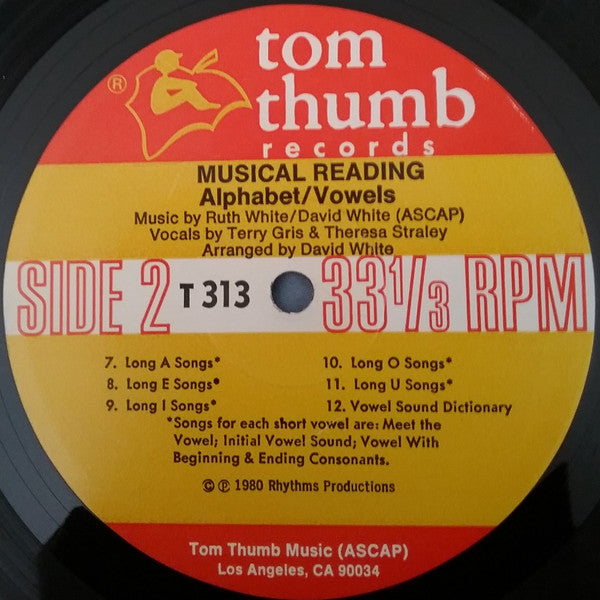 ®
tom
thumb
records
MUSICAL READING
Alphabet/Vowels
Music by Ruth White/David White (ASCAP)
Vocals by Terry Gris & Theresa Straley
Arranged by David White
SIDE 2 T 313 33 1/3 RPM
7. Long A Songs*
8. Long E Songs*
9. Long I Songs*
10. Long O Songs*
11. Long U Songs*
12. Vowel Sound Dictionary
*Songs for each short vowel are: Meet the
Vowel; Initial Vowel Sound; Vowel With
Beginning & Ending Consonants.
© ℗ 1980 Rhythms Productions
Tom Thumb Music (ASCAP)
Los Angeles, CA 90034